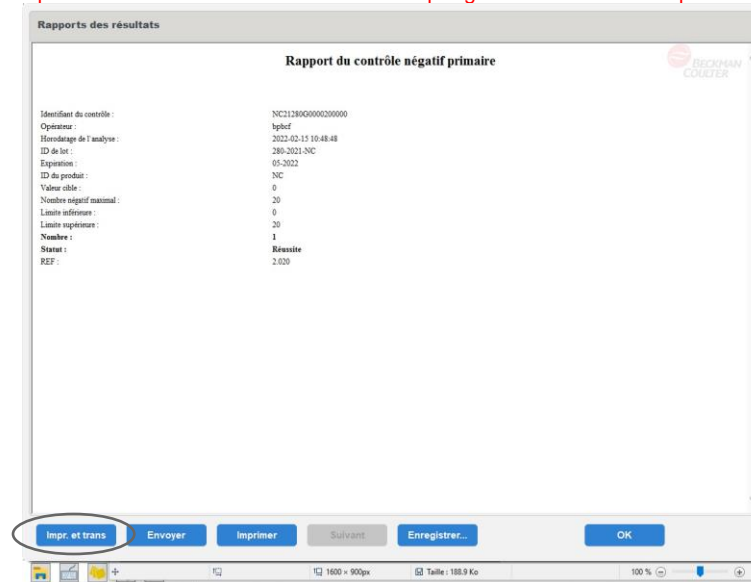 Rapports des résultats
Rapport du contrôle négatif primaire
BECKMAN
COULTER
Identifiant du contrôle : NC21280G0000200000
Opérateur : bpbcf
Horodatage de l'analyse : 2022-02-15 10:48:48
ID de lot : 280-2021-NC
Expiration : 05-2022
ID du produit : NC
Valeur cible : 0
Nombre négatif maximal : 20
Limite inférieure : 0
Limite supérieure : 20
Nombre : 1
Statut : Réussite
REF : 2.020
Impr. et trans Envoyer Imprimer Suivant Enregistrer... OK
1600 × 900px Taille : 188.9 Ko 100 %